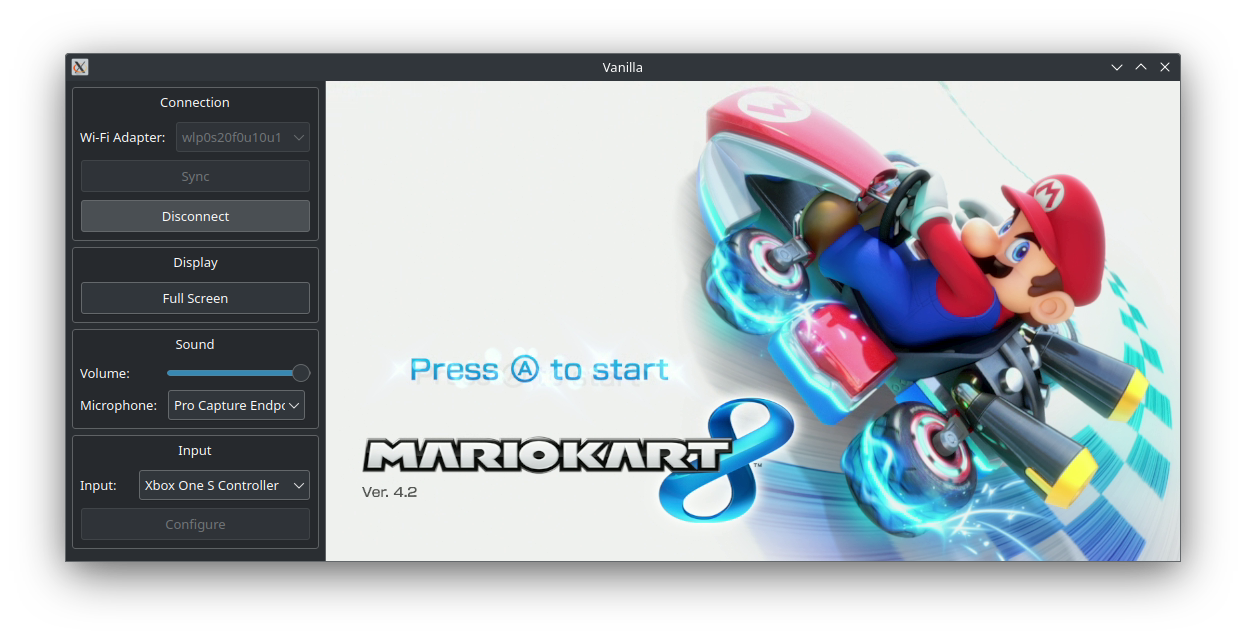 Vanilla
Connection
Wi-Fi Adapter: wlp0s20f0u10u1
Sync
Disconnect
Display
Full Screen
Sound
Volume:
Microphone: Pro Capture Endpo
Input
Input: Xbox One S Controller
Configure
M
M
Press A to start
MARIOKART 8™
Ver. 4.2